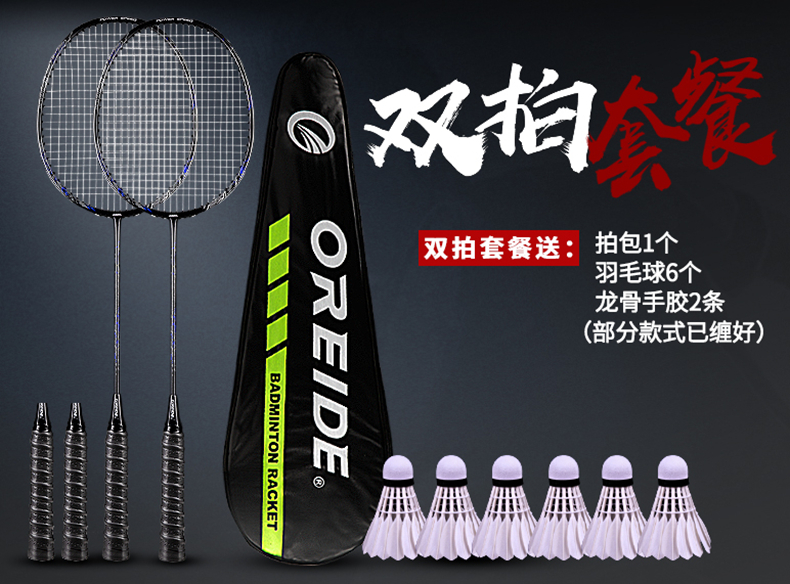 双拍套餐
双拍套餐送：
拍包1个
羽毛球6个
龙骨手胶2条
（部分款式已缠好）
OREIDE®
BADMINTON RACKET